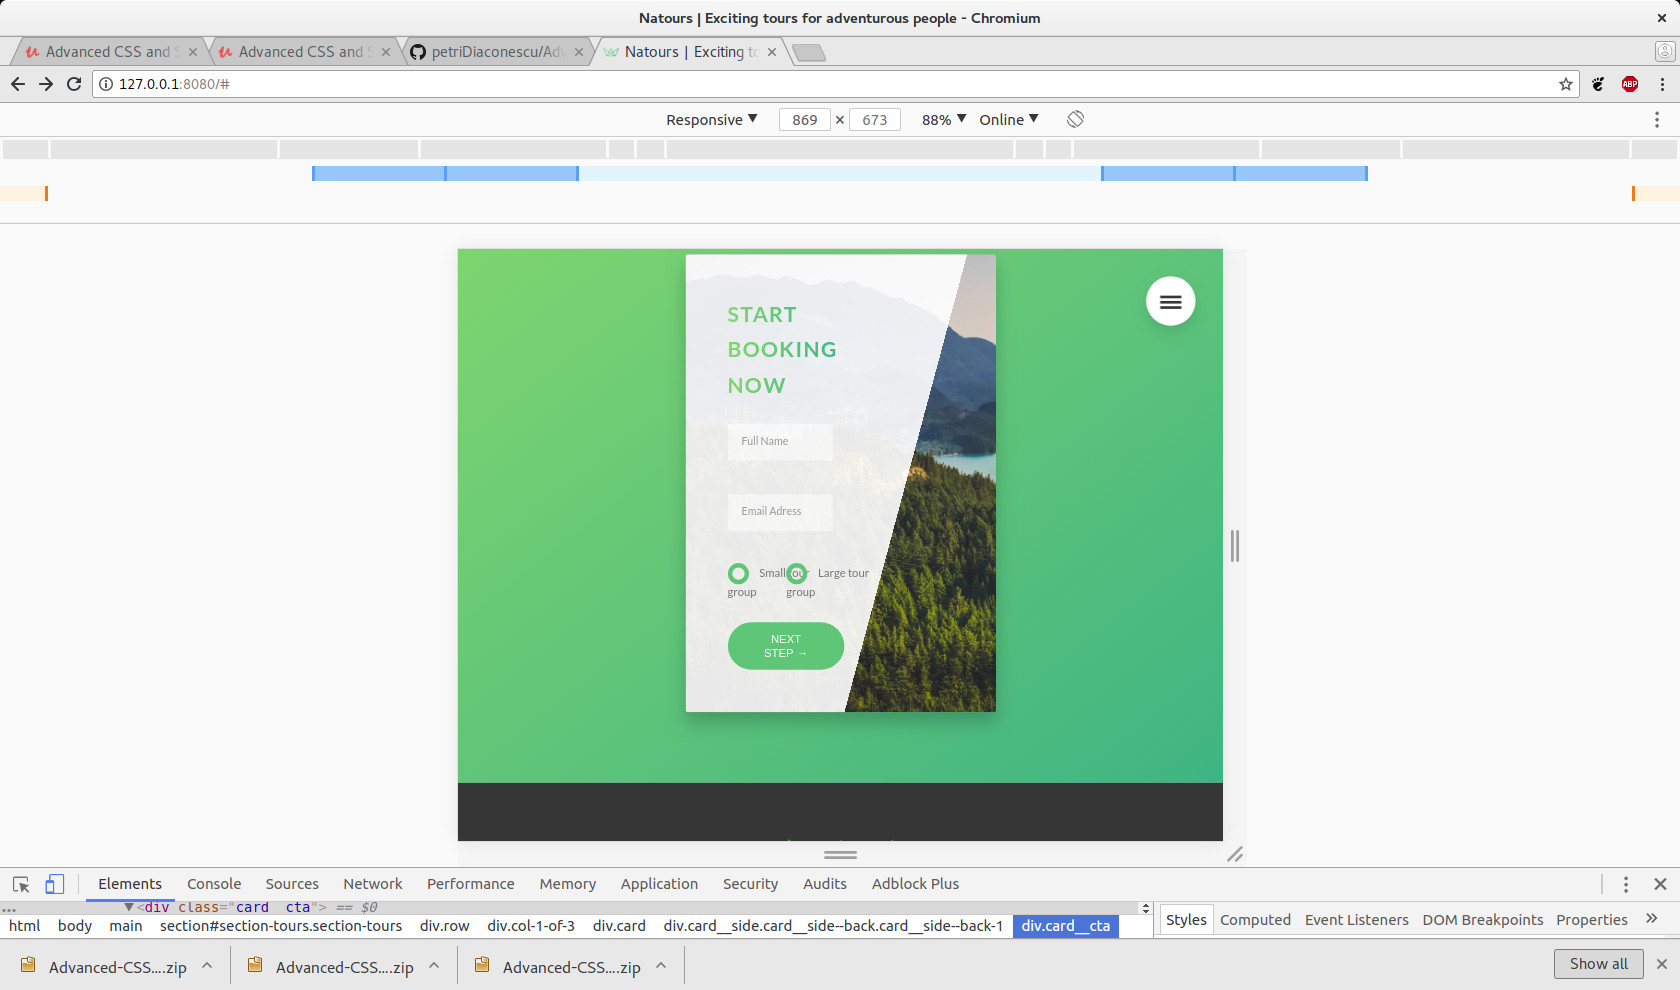 Natours | Exciting tours for adventurous people - Chromium
Advanced CSS and S
Advanced CSS and S
petriDiaconescu/Adv
Natours | Exciting to
127.0.0.1:8080/#
ABP
Responsive ▼ 869 × 673 88% ▼ Online ▼
START
BOOKING
NOW
Full Name
Email Adress
Small tour group
Large tour group
NEXT
STEP →
Elements Console Sources Network Performance Memory Application Security Audits Adblock Plus
... ▼<div class="card__cta"> == $0
html body main section#section-tours.section-tours div.row div.col-1-of-3 div.card div.card__side.card__side--back.card__side--back-1 div.card__cta
Styles Computed Event Listeners DOM Breakpoints Properties »
Advanced-CSS....zip
Advanced-CSS....zip
Advanced-CSS....zip
Show all